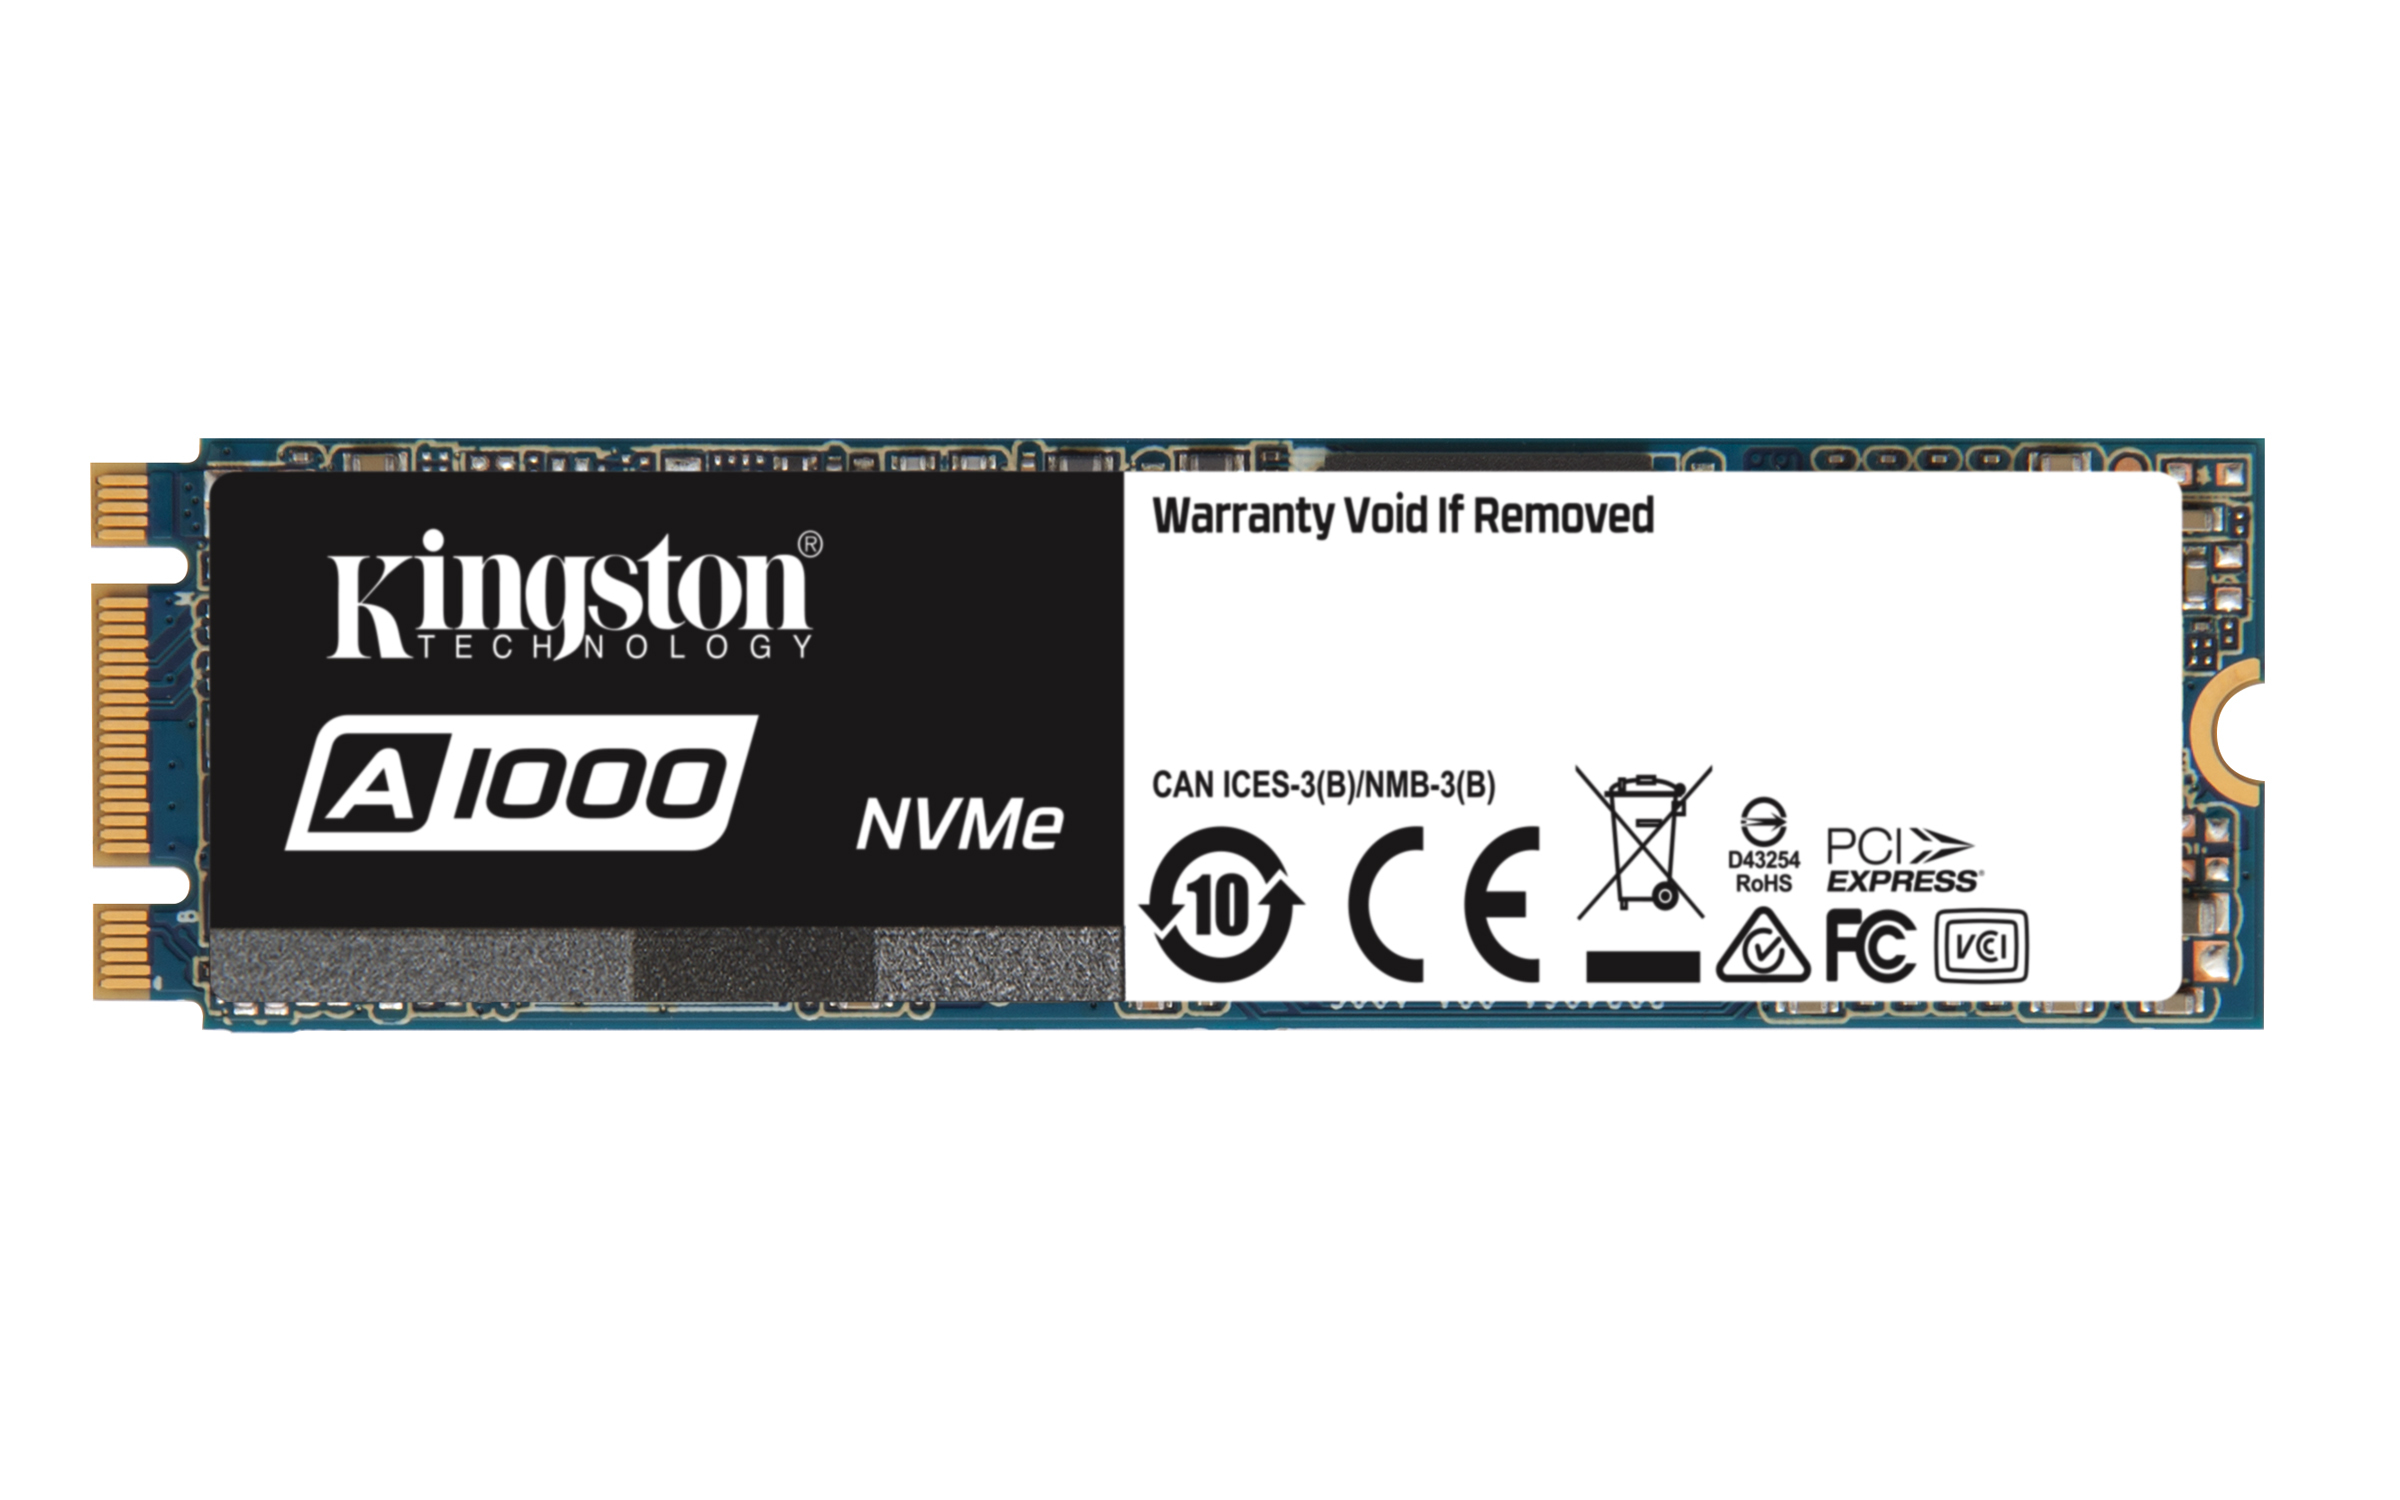 Kingston®
TECHNOLOGY
A1000
NVMe
Warranty Void If Removed
CAN ICES-3(B)/NMB-3(B)
10
CE
D43254
RoHS
PCI
EXPRESS®
FC
VCI
M
B